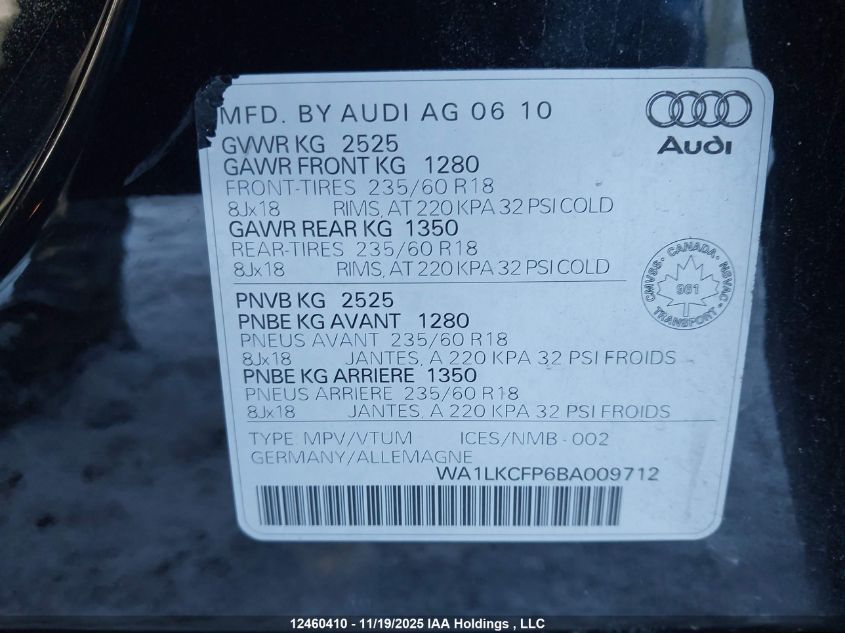 MFD. BY AUDI AG 06 10
GVWR KG 2525
GAWR FRONT KG 1280
FRONT-TIRES 235/60 R18
8Jx18 RIMS, AT 220 KPA 32 PSI COLD
GAWR REAR KG 1350
REAR-TIRES 235/60 R18
8Jx18 RIMS, AT 220 KPA 32 PSI COLD
Audi
CANADA
CMVSS NSVAC
961
TRANSPORT
PNVB KG 2525
PNBE KG AVANT 1280
PNEUS AVANT 235/60 R18
8Jx18 JANTES, A 220 KPA 32 PSI FROIDS
PNBE KG ARRIERE 1350
PNEUS ARRIERE 235/60 R18
8Jx18 JANTES, A 220 KPA 32 PSI FROIDS
TYPE: MPV/VTUM ICES/NMB-002
GERMANY/ALLEMAGNE
WA1LKCFP6BA009712
12460410 - 11/19/2025 IAA Holdings , LLC